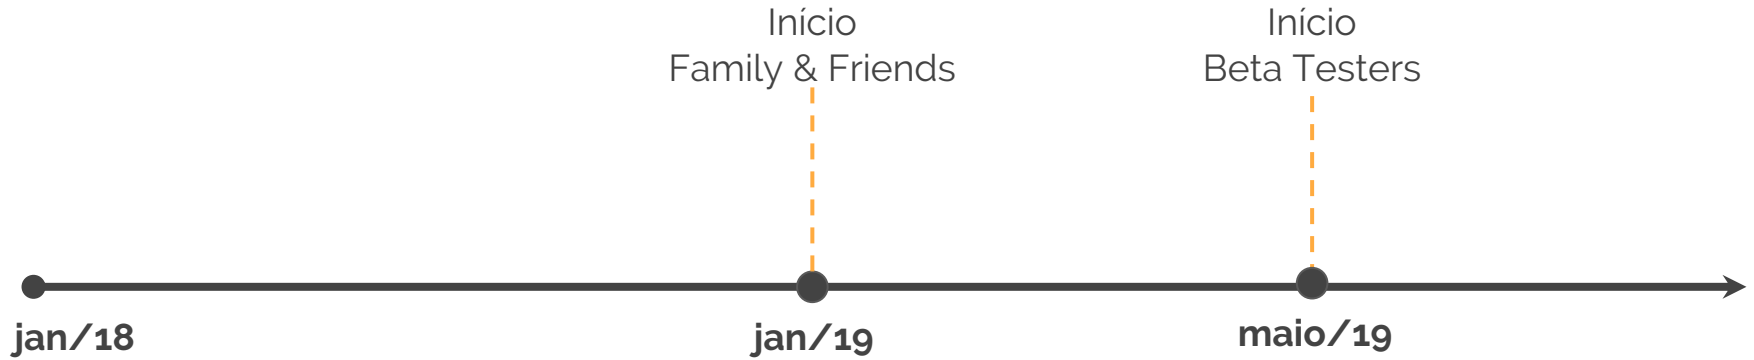 Início
Family & Friends
Início
Beta Testers
jan/18
jan/19
maio/19